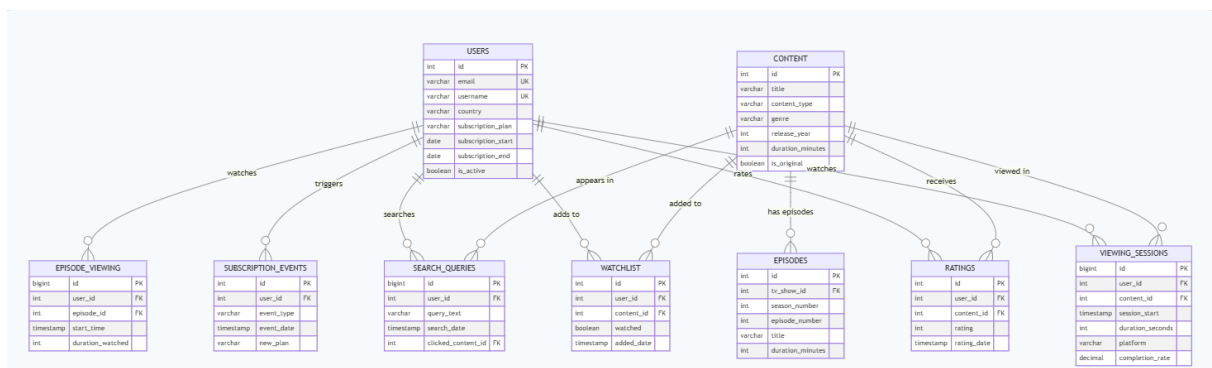 USERS
int id PK
varchar email UK
varchar username UK
varchar country
varchar subscription_plan
date subscription_start
date subscription_end
boolean is_active
CONTENT
int id PK
varchar title
varchar content_type
varchar genre
int release_year
int duration_minutes
boolean is_original
watches
triggers
searches
appears in
adds to
added to
rates
has episodes
watches
receives
viewed in
EPISODE_VIEWING
bigint id PK
int user_id FK
int episode_id FK
timestamp start_time
int duration_watched
SUBSCRIPTION_EVENTS
int id PK
int user_id FK
varchar event_type
timestamp event_date
varchar new_plan
SEARCH_QUERIES
bigint id PK
int user_id FK
varchar query_text
timestamp search_date
int clicked_content_id FK
WATCHLIST
int id PK
int user_id FK
int content_id FK
boolean watched
timestamp added_date
EPISODES
int id PK
int tv_show_id FK
int season_number
int episode_number
varchar title
int duration_minutes
RATINGS
int id PK
int user_id FK
int content_id FK
int rating
timestamp rating_date
VIEWING_SESSIONS
bigint id PK
int user_id FK
int content_id FK
timestamp session_start
int duration_seconds
varchar platform
decimal completion_rate